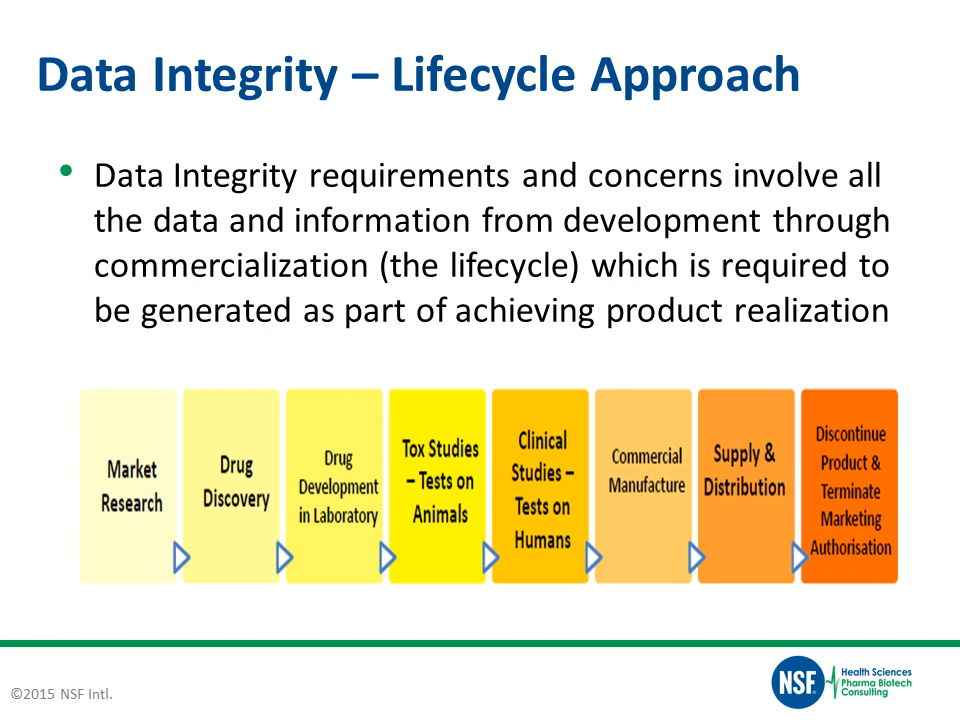 Data Integrity – Lifecycle Approach
• Data Integrity requirements and concerns involve all
the data and information from development through
commercialization (the lifecycle) which is required to
be generated as part of achieving product realization
Market
Research
Drug
Discovery
Drug
Development
in Laboratory
Tox Studies
– Tests on
Animals
Clinical
Studies –
Tests on
Humans
Commercial
Manufacture
Supply &
Distribution
Discontinue
Product &
Terminate
Marketing
Authorisation
©2015 NSF Intl.
NSF
Health Sciences
Pharma Biotech
Consulting